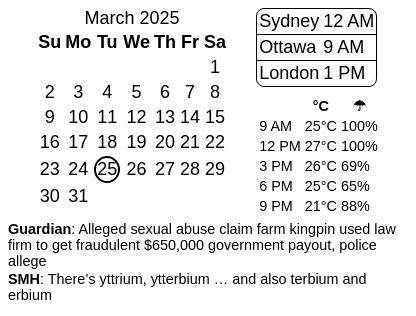 March 2025
Su Mo Tu We Th Fr Sa
1
2 3 4 5 6 7 8
9 10 11 12 13 14 15
16 17 18 19 20 21 22
23 24 25 26 27 28 29
30 31
Sydney 12 AM
Ottawa 9 AM
London 1 PM
°C ☂
9 AM 25°C 100%
12 PM 27°C 100%
3 PM 26°C 69%
6 PM 25°C 65%
9 PM 21°C 88%
Guardian: Alleged sexual abuse claim farm kingpin used law
firm to get fraudulent $650,000 government payout, police
allege
SMH: There’s yttrium, ytterbium … and also terbium and
erbium